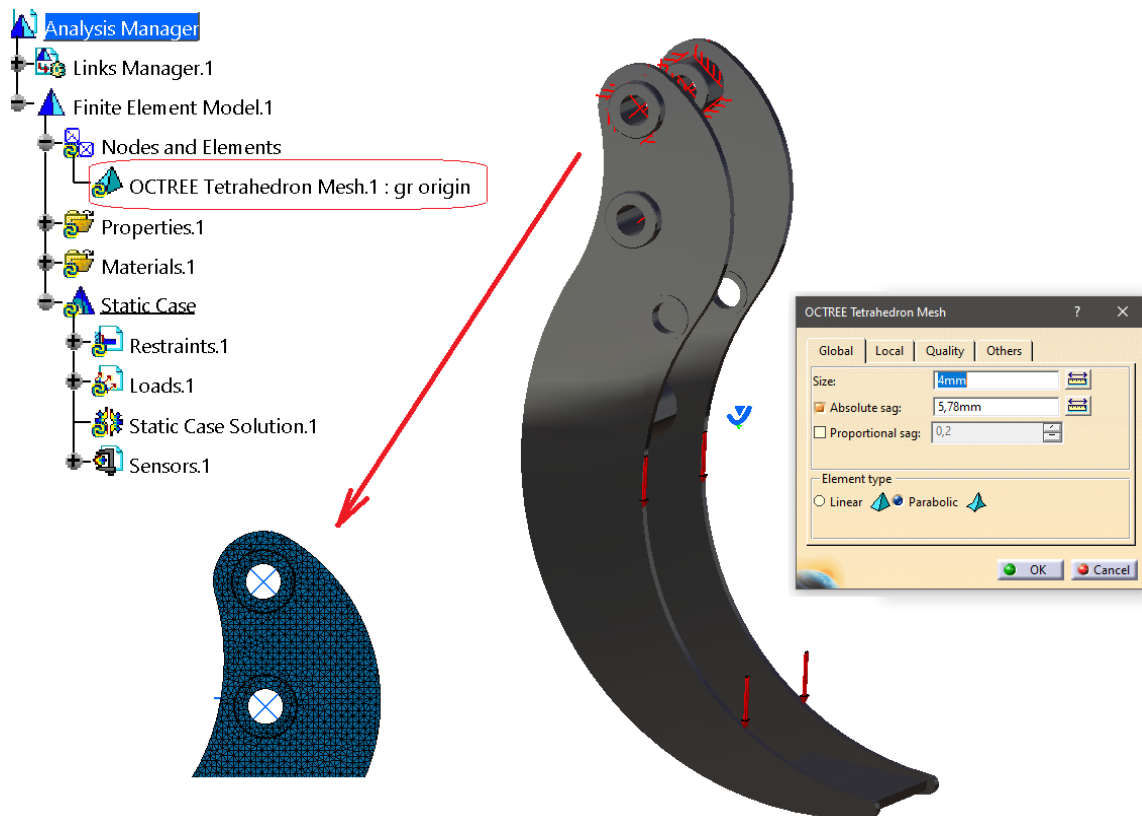 Analysis Manager
Links Manager.1
Finite Element Model.1
Nodes and Elements
OCTREE Tetrahedron Mesh.1 : gr origin
Properties.1
Materials.1
Static Case
Restraints.1
Loads.1
Static Case Solution.1
Sensors.1
OCTREE Tetrahedron Mesh
Global Local Quality Others
Size: 4mm
Absolute sag: 5,78mm
Proportional sag: 0,2
Element type
Linear Parabolic
OK Cancel